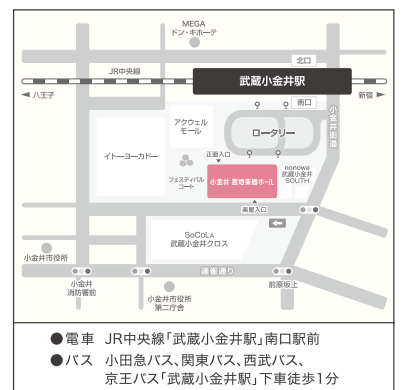 MEGA
ドン・キホーテ
北口
JR中央線
武蔵小金井駅
八王子
新宿
南口
小金井街道
アクウェル
モール
ロータリー
イトーヨーカドー
正面入口
フェスティバル
コート
小金井 宮地楽器ホール
nonowa
武蔵小金井
SOUTH
楽屋入口
SOCOLA
武蔵小金井クロス
小金井市役所
連雀通り
小金井
消防署前
前原坂上
小金井市役所
第二庁舎
●電車 JR中央線「武蔵小金井駅」南口駅前
●バス 小田急バス、関東バス、西武バス、
京王バス「武蔵小金井駅」下車徒歩1分